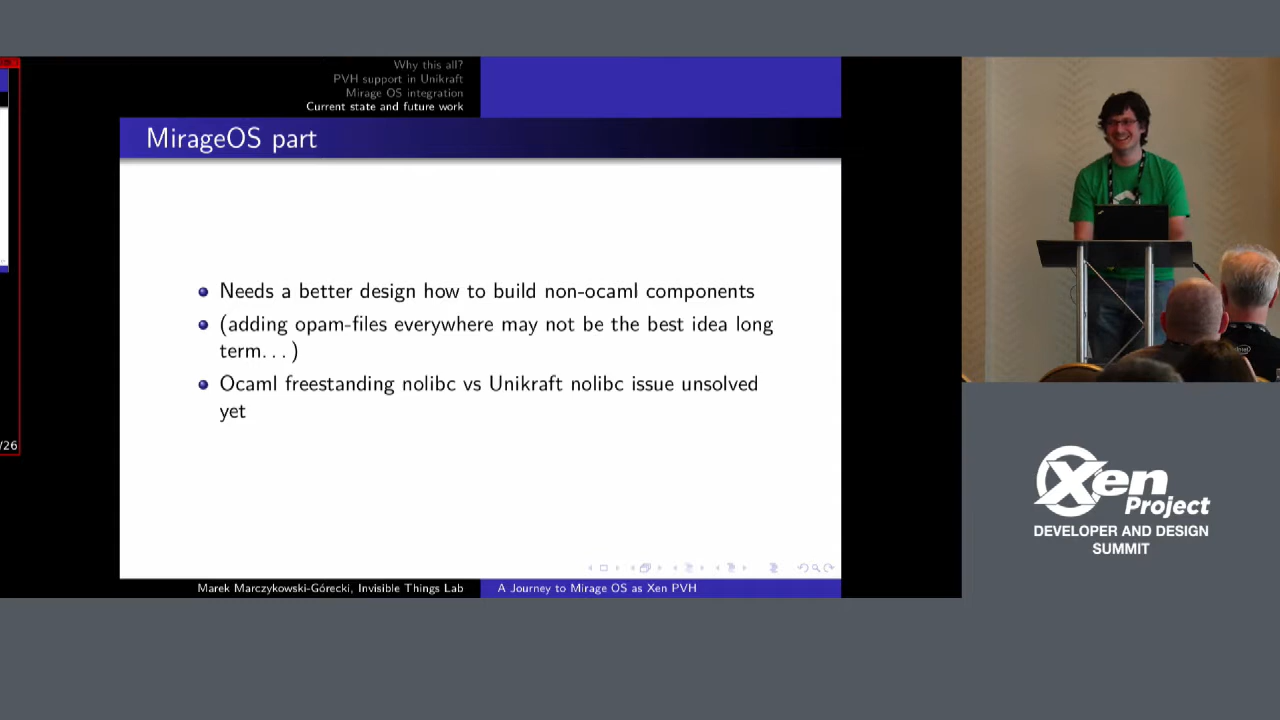 Why this all?
PVH support in Unikraft
Mirage OS integration
Current state and future work
MirageOS part
Needs a better design how to build non-ocaml components
(adding opam-files everywhere may not be the best idea long
term. . . )
Ocaml freestanding nolibc vs Unikraft nolibc issue unsolved
yet
/26
Marek Marczykowski-Górecki, Invisible Things Lab
A Journey to Mirage OS as Xen PVH
Xen
Project
DEVELOPER AND DESIGN
SUMMIT
intel